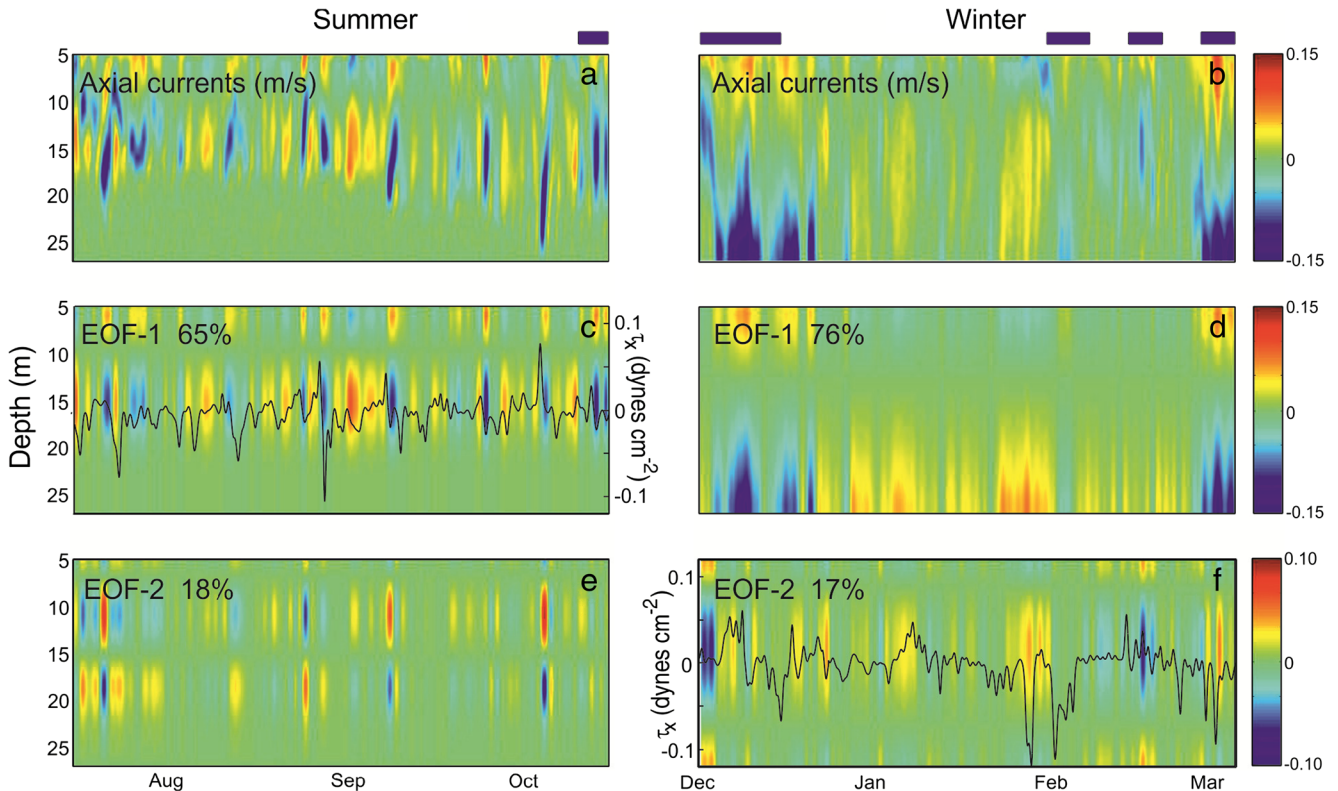 Summer
Winter
Axial currents (m/s)
a
5
10
15
20
25
Axial currents (m/s)
b
0.15
0
-0.15
EOF-1 65%
c
5
10
15
20
25
Depth (m)
0.1
0
-0.1
τx (dynes cm-2)
EOF-1 76%
d
0.15
0
-0.15
EOF-2 18%
e
5
10
15
20
25
Aug
Sep
Oct
EOF-2 17%
f
0.1
0
-0.1
τx (dynes cm-2)
Dec
Jan
Feb
Mar
0.10
0
-0.10